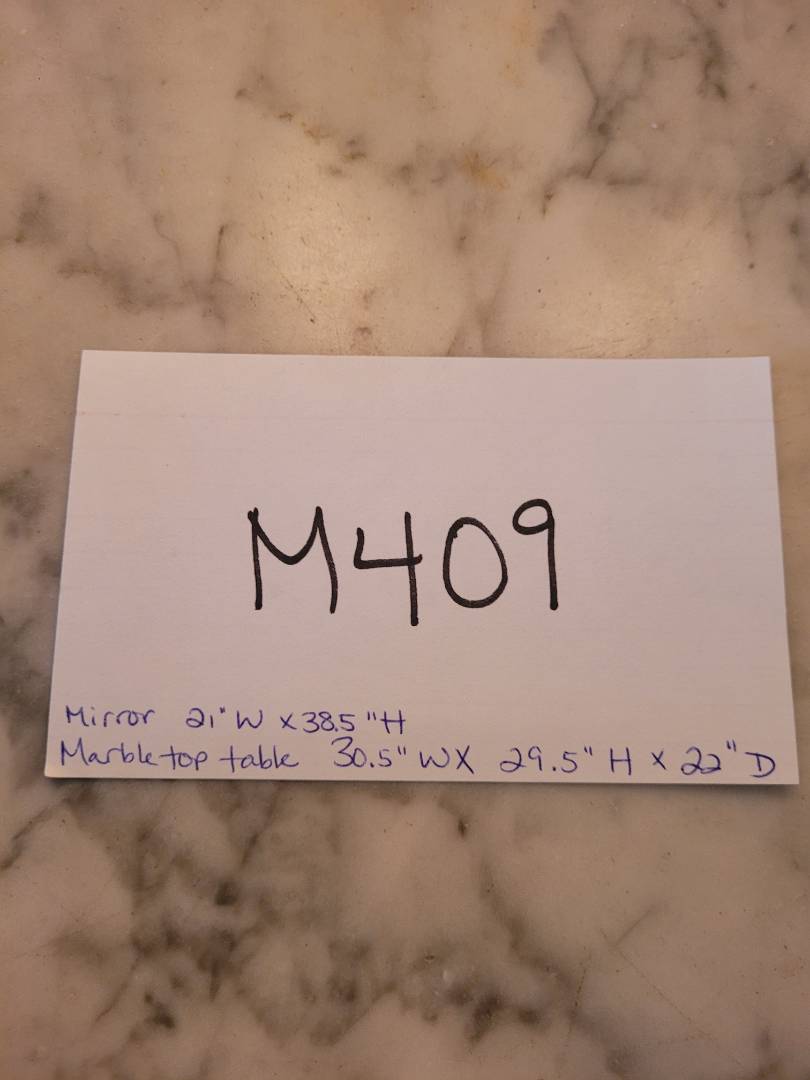 M409
Mirror 21" W x 38.5 "H
Marble top table 30.5" W X 29.5" H x 22" D